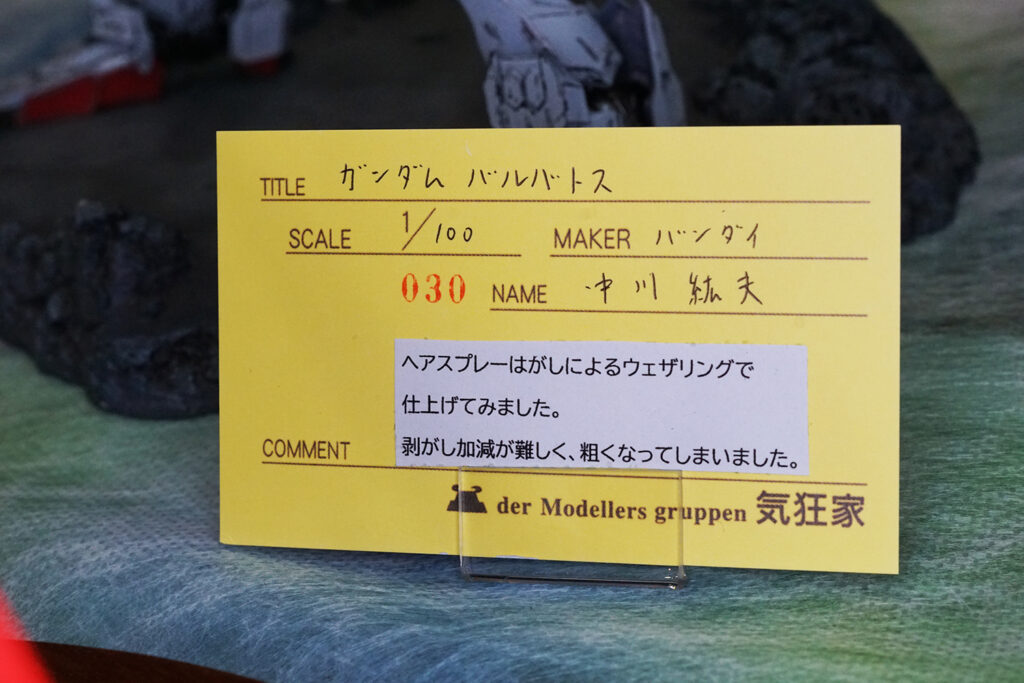 TITLE ガンダム バルバトス
SCALE 1/100 MAKER バンダイ
030 NAME 中川 紘夫
ヘアスプレーはがしによるウェザリングで
仕上げてみました。
剥がし加減が難しく、粗くなってしまいました。
COMMENT
der Modellers gruppen 気狂家